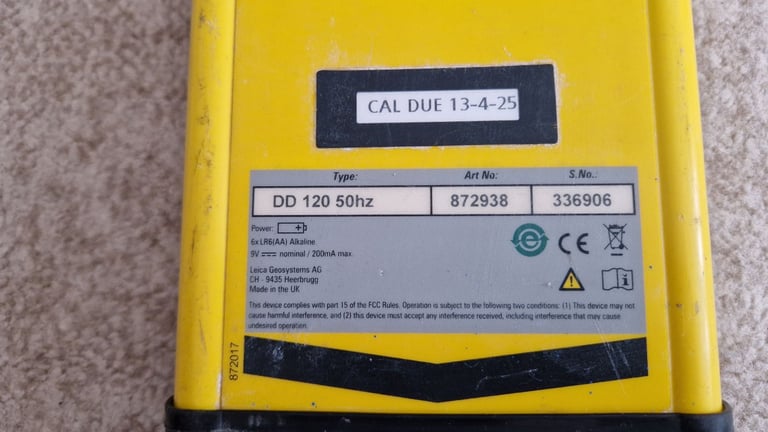 CAL DUE 13-4-25
Type: Art No: S.No.:
DD 120 50hz 872938 336906
Power:
6x LR6(AA) Alkaline
9V nominal / 200mA max.
Leica Geosystems AG
CH - 9435 Heerbrugg
Made in the UK
This device complies with part 15 of the FCC Rules. Operation is subject to the following two conditions: (1) This device may not
cause harmful interference, and (2) this device must accept any interference received, including interference that may cause
undesired operation.
872017